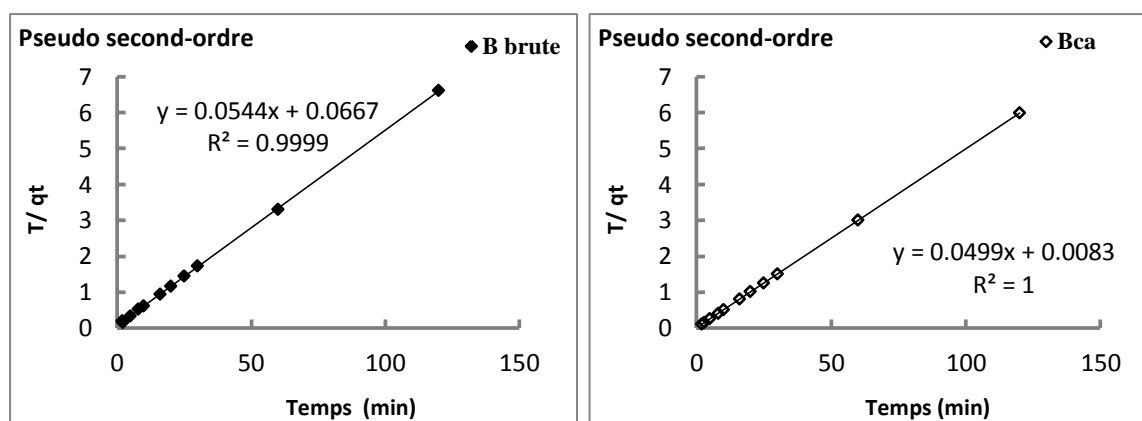 Pseudo second-ordre
B brute
7
6
5
4
3
2
1
0
y = 0.0544x + 0.0667
R² = 0.9999
T/ qt
0 50 100 150
Temps (min)
Pseudo second-ordre
Bca
7
6
5
4
3
2
1
0
y = 0.0499x + 0.0083
R² = 1
T/ qt
0 50 100 150
Temps (min)